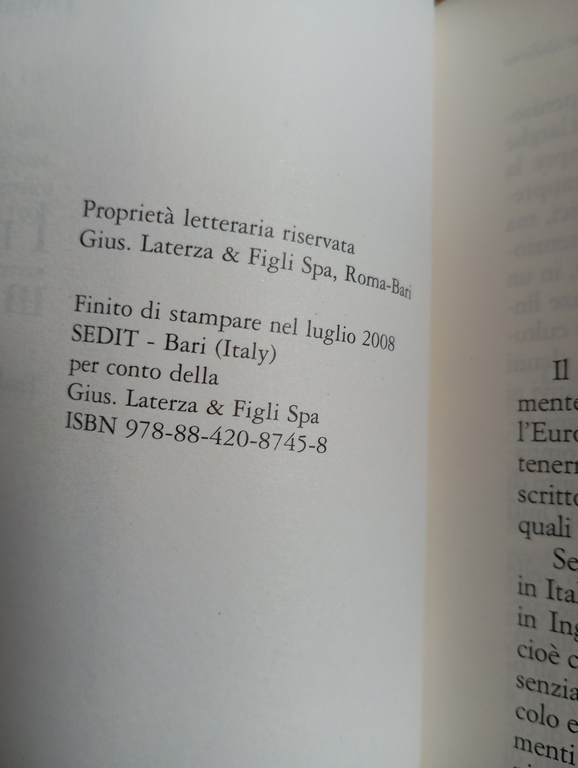 Proprietà letteraria riservata
Gius. Laterza & Figli Spa, Roma-Bari
Finito di stampare nel luglio 2008
SEDIT - Bari (Italy)
per conto della
Gius. Laterza & Figli Spa
ISBN 978-88-420-8745-8
Il
mente
l'Euro
tenerr
scritto
quali
Se
in Ita
in Ing
cioè c
senzia
colo e
menti